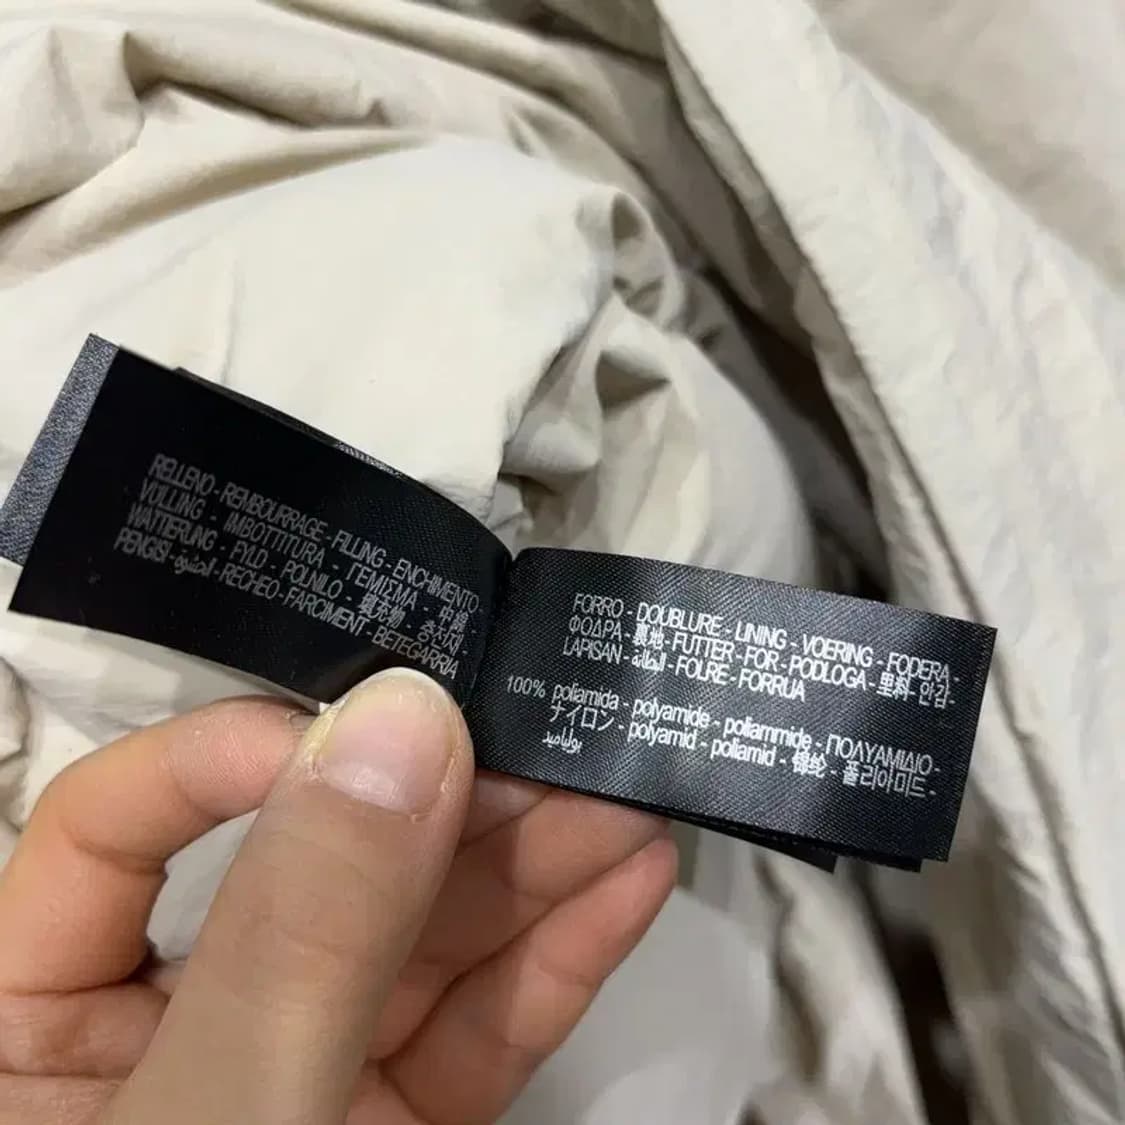 RELLENO - REMBOURRAGE - FILLING - ENCHIMENTO -
VULLING - IMBOTTITURA - ΓΕΜΙΣΜΑ - 中綿 -
WATTIERUNG - FYLD - POLNILO - 填充物 - 충전재 -
PENGISI - الحشوة - RECHEO - FARCIMENT - BETEGARRIA
FORRO - DOUBLURE - LINING - VOERING - FODERA -
ΦΟΔΡΑ - 裏地 - FUTTER - FOR - PODLOGA - 里料 - 안감 -
LAPISAN - البطانة - FOLRE - FORRUA
100% poliamida - polyamide - poliammide - ΠΟΛΥΑΜΙΔΙΟ -
ナイロン - polyamid - poliamid - 锦纶 - 폴리아미드 -
بولياميد